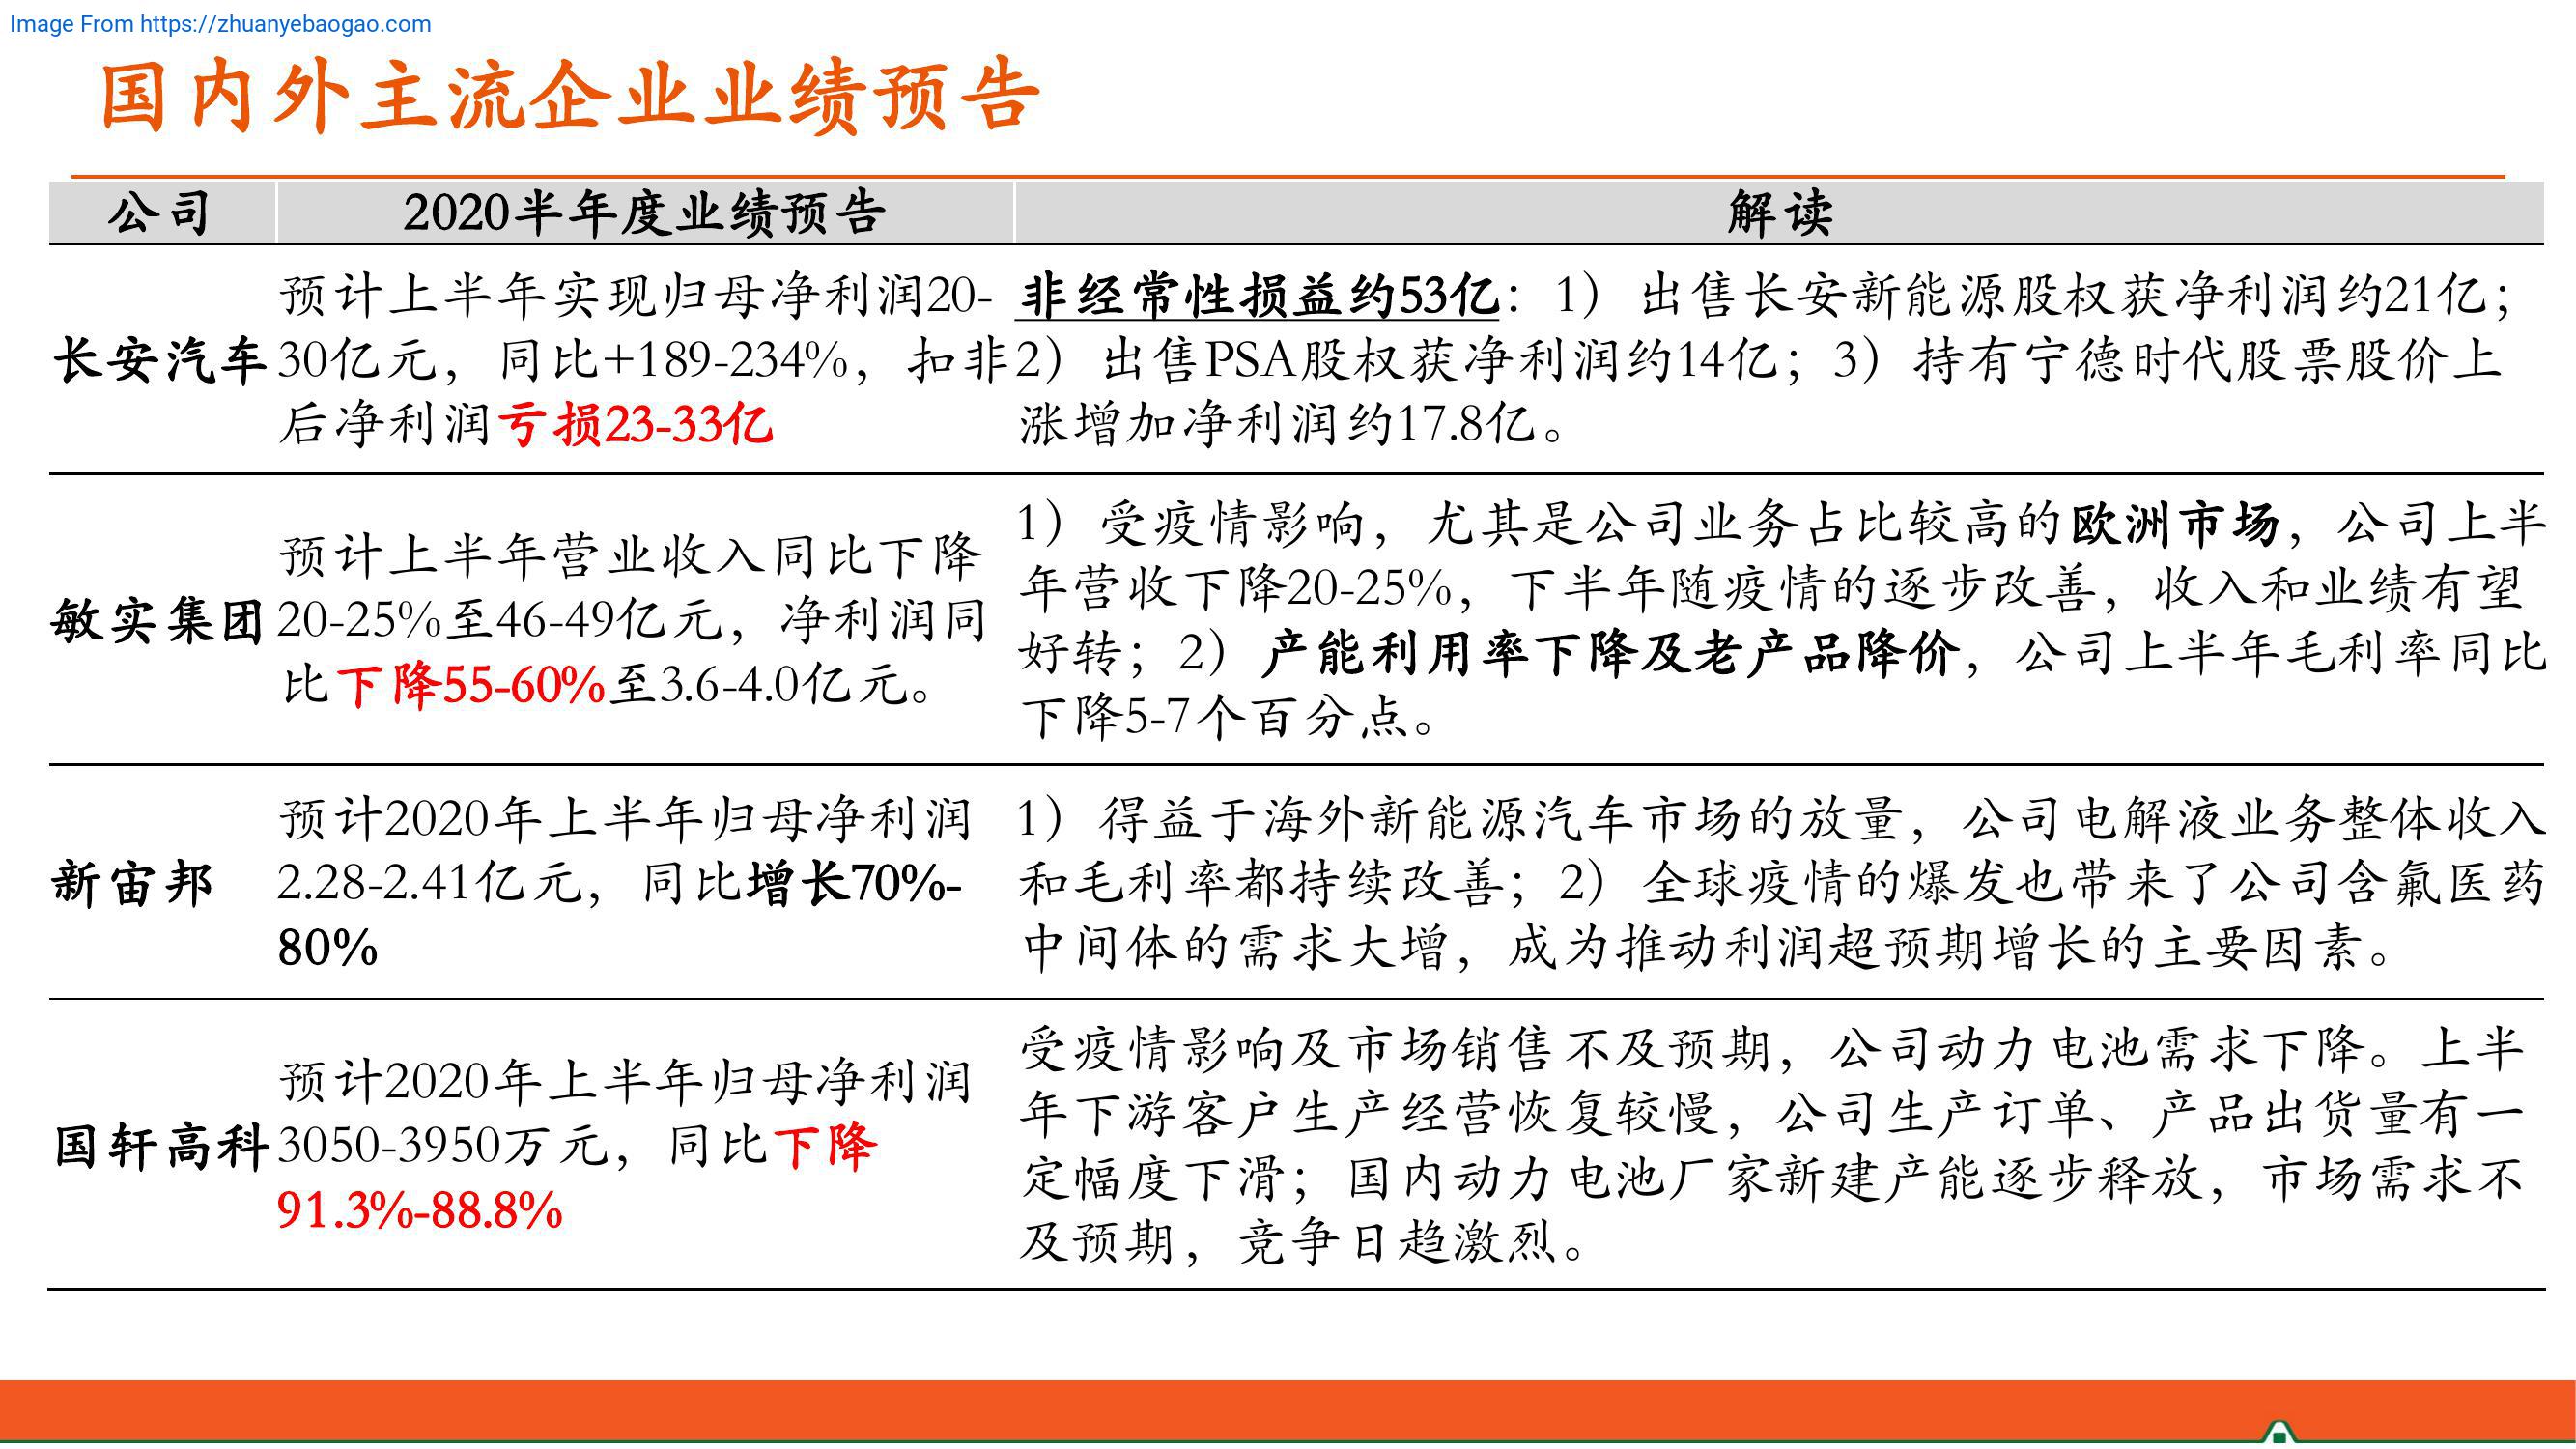 Image From https://zhuanyebaogao.com
国内外主流企业业绩预告
公司
2020半年度业绩预告
解读
长安汽车
预计上半年实现归母净利润20-
30亿元，同比+189-234%，扣非
后净利润亏损23-33亿
非经常性损益约53亿：1）出售长安新能源股权获净利润约21亿；
2）出售PSA股权获净利润约14亿；3）持有宁德时代股票股价上
涨增加净利润约17.8亿。
敏实集团
预计上半年营业收入同比下降
20-25%至46-49亿元，净利润同
比下降55-60%至3.6-4.0亿元。
1）受疫情影响，尤其是公司业务占比较高的欧洲市场，公司上半
年营收下降20-25%，下半年随疫情的逐步改善，收入和业绩有望
好转；2）产能利用率下降及老产品降价，公司上半年毛利率同比
下降5-7个百分点。
新宙邦
预计2020年上半年归母净利润
2.28-2.41亿元，同比增长70%-
80%
1）得益于海外新能源汽车市场的放量，公司电解液业务整体收入
和毛利率都持续改善；2）全球疫情的爆发也带来了公司含氟医药
中间体的需求大增，成为推动利润超预期增长的主要因素。
国轩高科
预计2020年上半年归母净利润
3050-3950万元，同比下降
91.3%-88.8%
受疫情影响及市场销售不及预期，公司动力电池需求下降。上半
年下游客户生产经营恢复较慢，公司生产订单、产品出货量有一
定幅度下滑；国内动力电池厂家新建产能逐步释放，市场需求不
及预期，竞争日趋激烈。